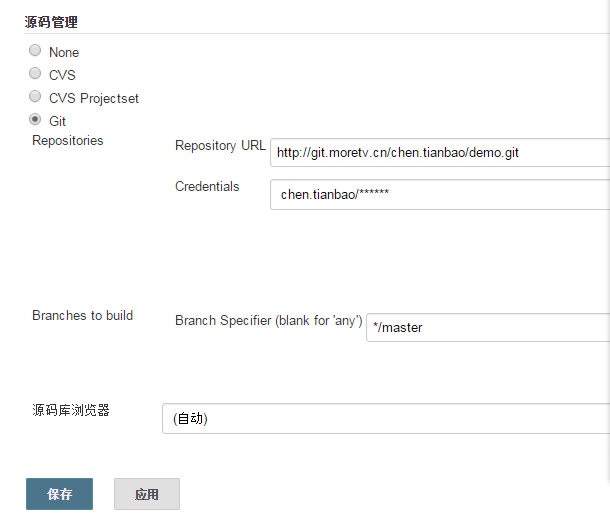 源码管理
None
CVS
CVS Projectset
Git
Repositories
Repository URL http://git.moretv.cn/chen.tianbao/demo.git
Credentials chen.tianbao/******
Branches to build
Branch Specifier (blank for 'any') */master
源码库浏览器 (自动)
保存 应用